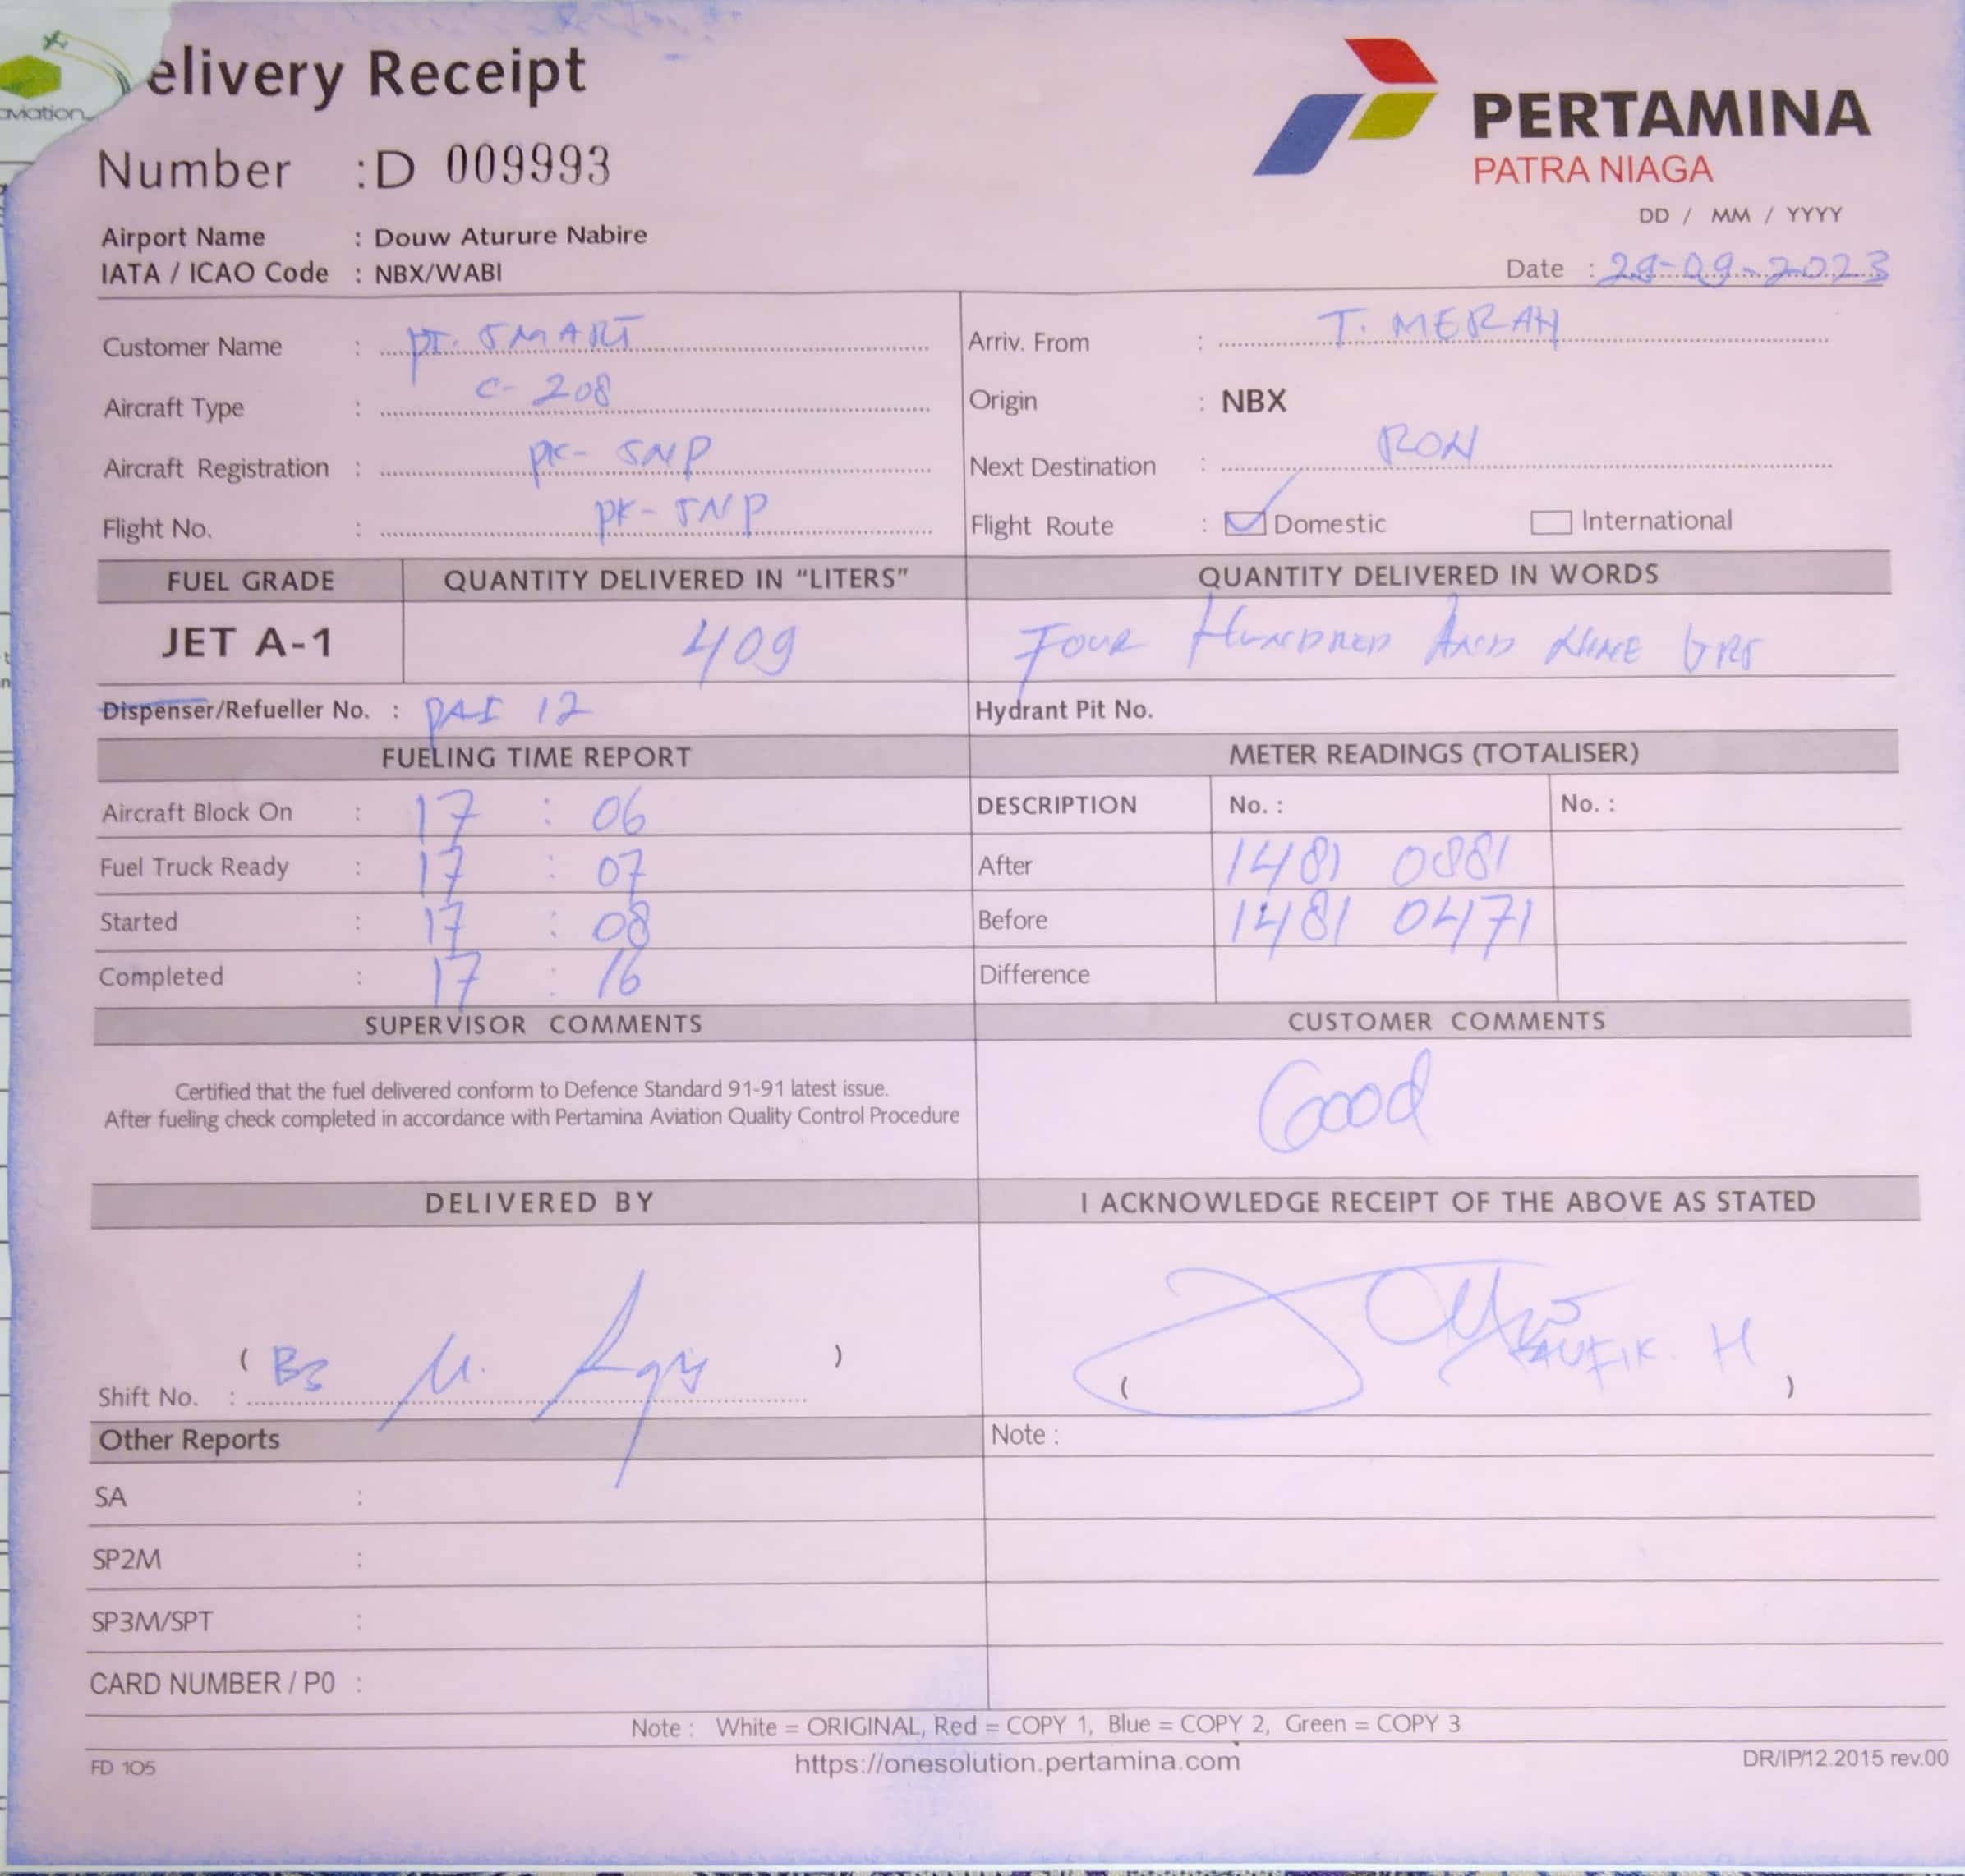 aviation
elivery Receipt
PERTAMINA
PATRA NIAGA
Number : D 009993
DD / MM / YYYY
Airport Name : Douw Aturure Nabire
IATA / ICAO Code : NBX/WABI
Date : 29-09-2023
Customer Name : PT. SMART
Arriv. From : T. MERAH
Aircraft Type : C-208
Origin : NBX
Aircraft Registration : PK-SNP
Next Destination : RON
Flight No. : PK-SNP
Flight Route : Domestic International
FUEL GRADE QUANTITY DELIVERED IN "LITERS" QUANTITY DELIVERED IN WORDS
JET A-1 409 FOUR HUNDRED AND NINE
Dispenser/Refueller No. : 12 Hydrant Pit No.
FUELING TIME REPORT METER READINGS (TOTALISER)
Aircraft Block On : 17 : 06 DESCRIPTION No. : No. :
Fuel Truck Ready : 17 : 07 After 1481 0881
Started : 17 : 08 Before 1481 0471
Completed : 17 : 16 Difference
SUPERVISOR COMMENTS CUSTOMER COMMENTS
Certified that the fuel delivered conform to Defence Standard 91-91 latest issue.
After fueling check completed in accordance with Pertamina Aviation Quality Control Procedure
Good
DELIVERED BY I ACKNOWLEDGE RECEIPT OF THE ABOVE AS STATED
( )
( TAUFIK. H )
Shift No. :
Other Reports Note :
SA :
SP2M :
SP3M/SPT :
CARD NUMBER / P0 :
Note : White = ORIGINAL, Red = COPY 1, Blue = COPY 2, Green = COPY 3
FD 105 https://onesolution.pertamina.com DR/IP/12.2015 rev.00